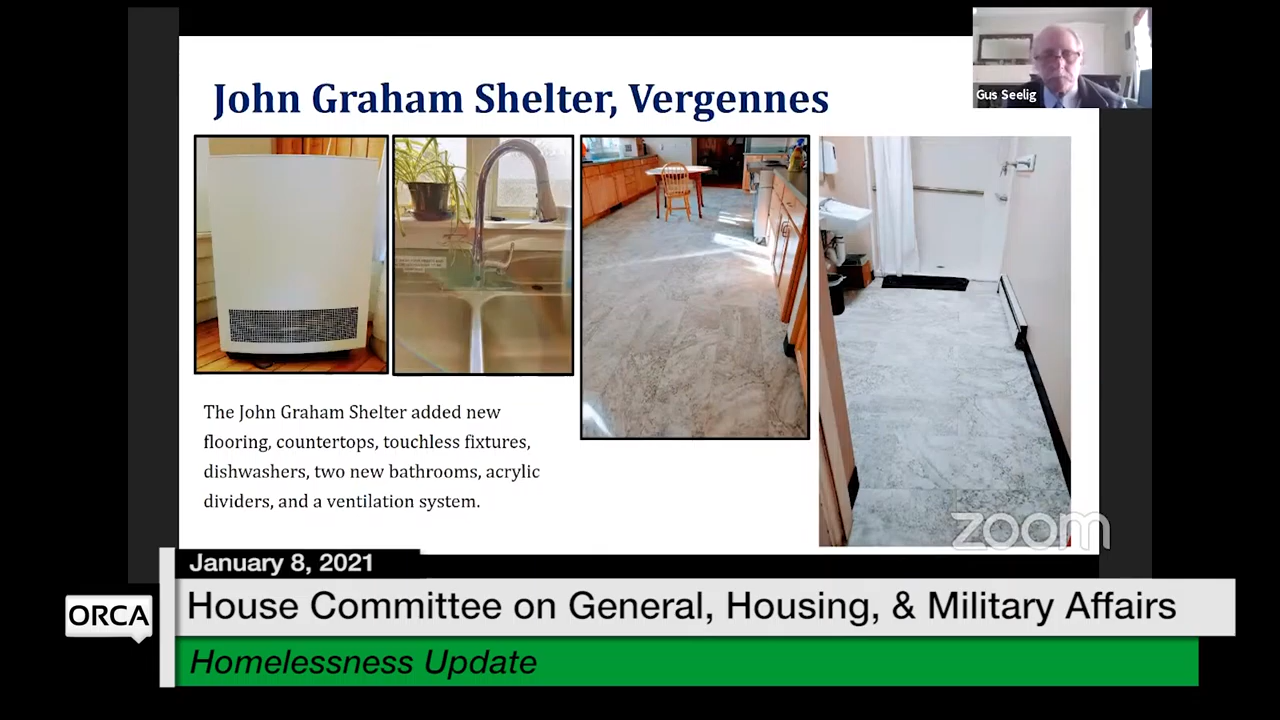 John Graham Shelter, Vergennes
Gus Seelig
The John Graham Shelter added new
flooring, countertops, touchless fixtures,
dishwashers, two new bathrooms, acrylic
dividers, and a ventilation system.
zoom
January 8, 2021
ORCA
House Committee on General, Housing, & Military Affairs
Homelessness Update